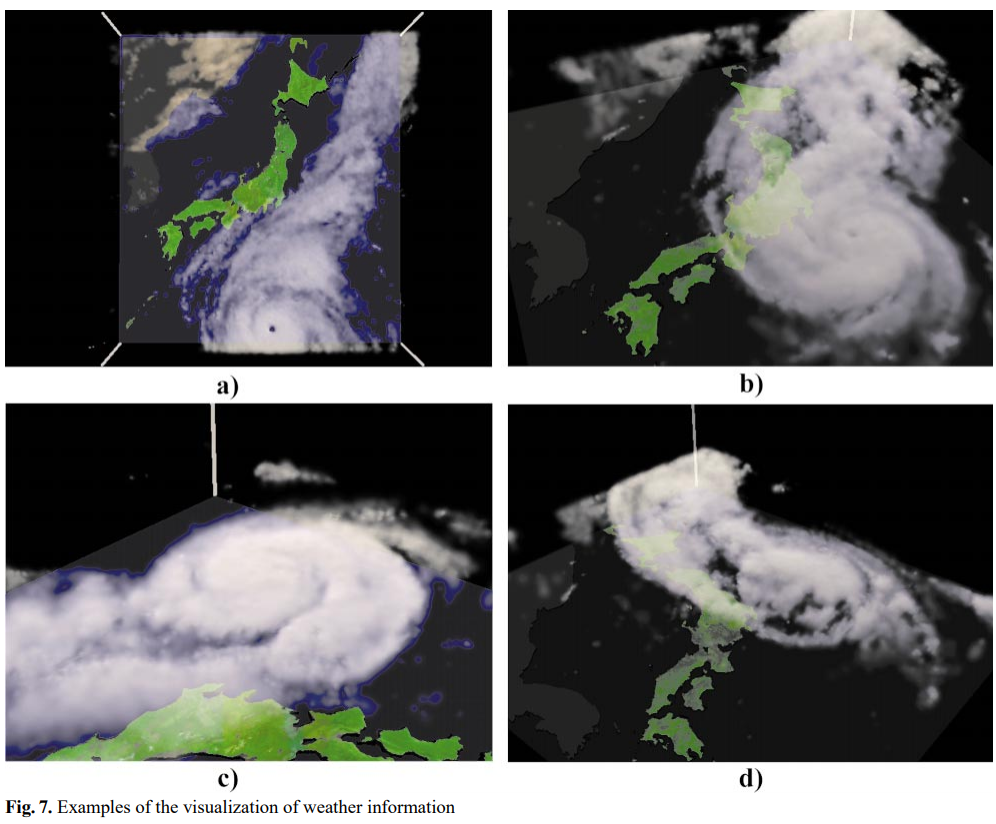 a)
b)
c)
d)
Fig. 7. Examples of the visualization of weather information